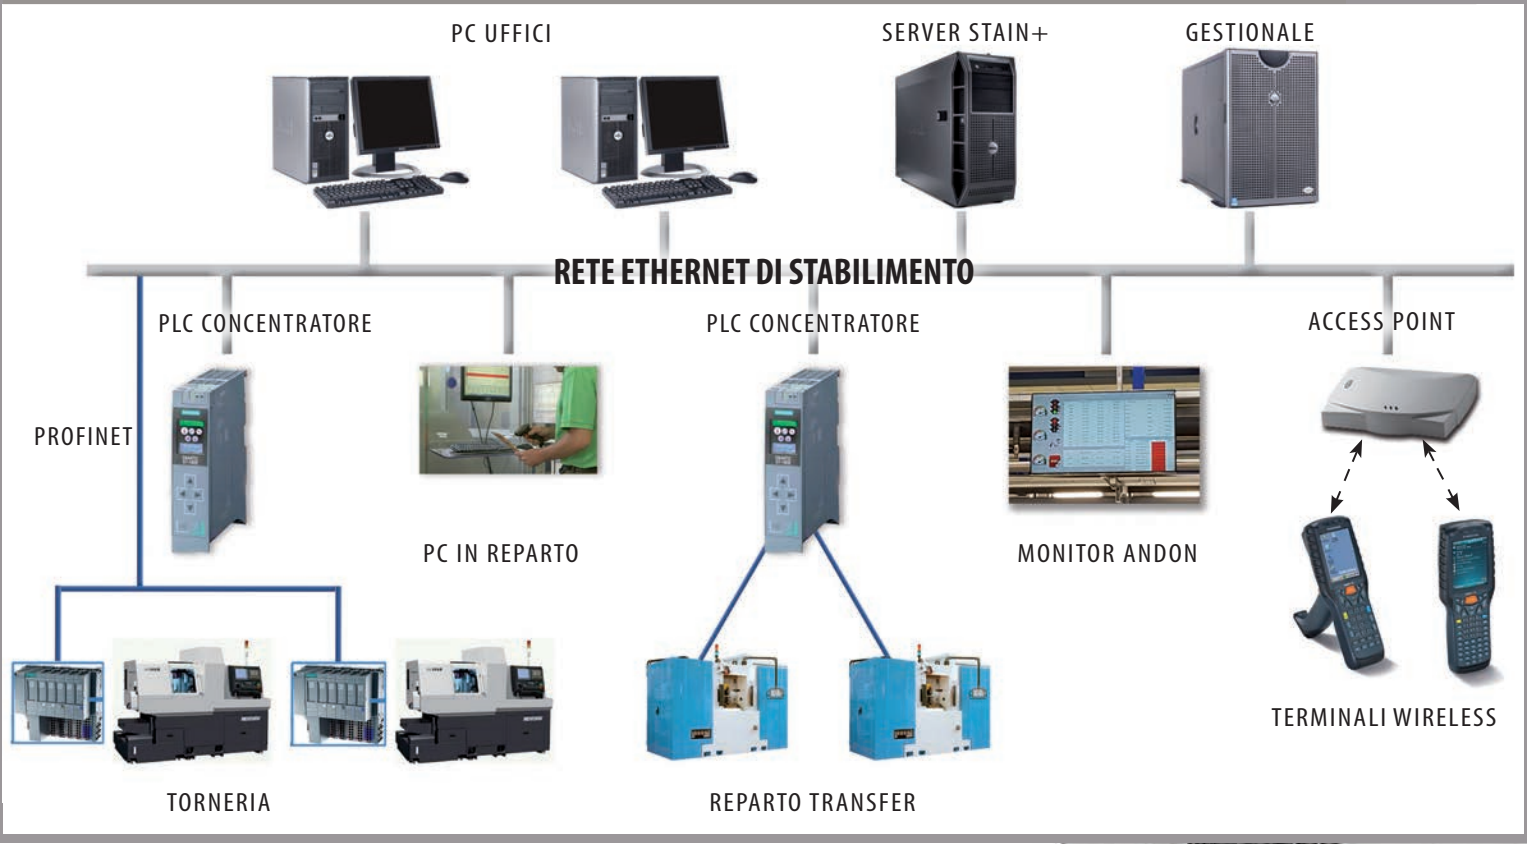 PC UFFICI
SERVER STAIN+
GESTIONALE
RETE ETHERNET DI STABILIMENTO
PLC CONCENTRATORE
PLC CONCENTRATORE
ACCESS POINT
PROFINET
PC IN REPARTO
MONITOR ANDON
TERMINALI WIRELESS
TORNERIA
REPARTO TRANSFER